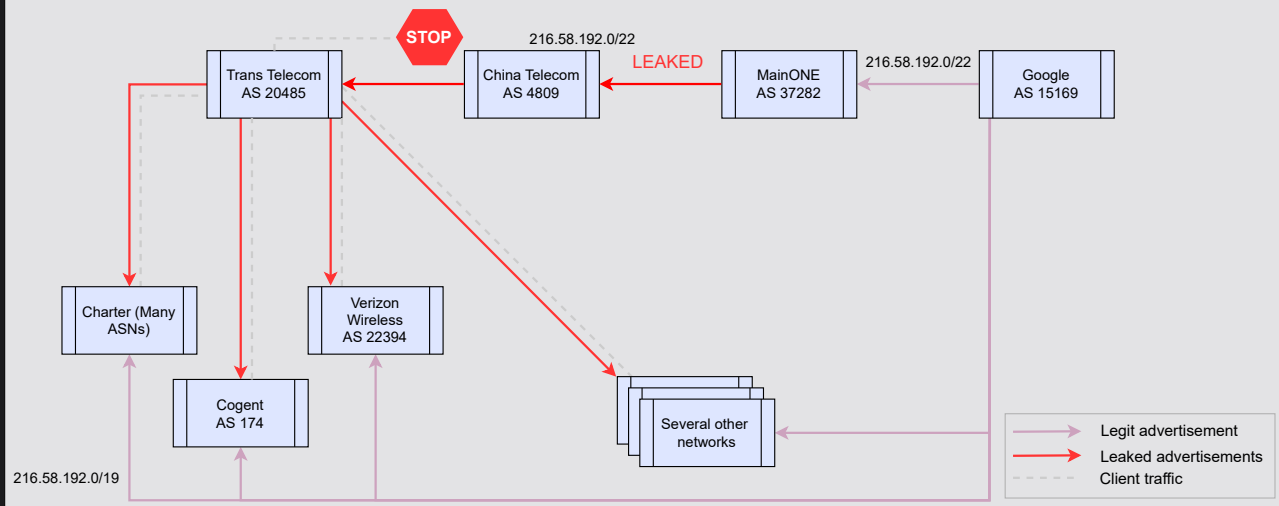 STOP
216.58.192.0/22
LEAKED
216.58.192.0/22
Trans Telecom
AS 20485
China Telecom
AS 4809
MainONE
AS 37282
Google
AS 15169
Charter (Many
ASNs)
Verizon
Wireless
AS 22394
Cogent
AS 174
Several other
networks
216.58.192.0/19
Legit advertisement
Leaked advertisements
Client traffic